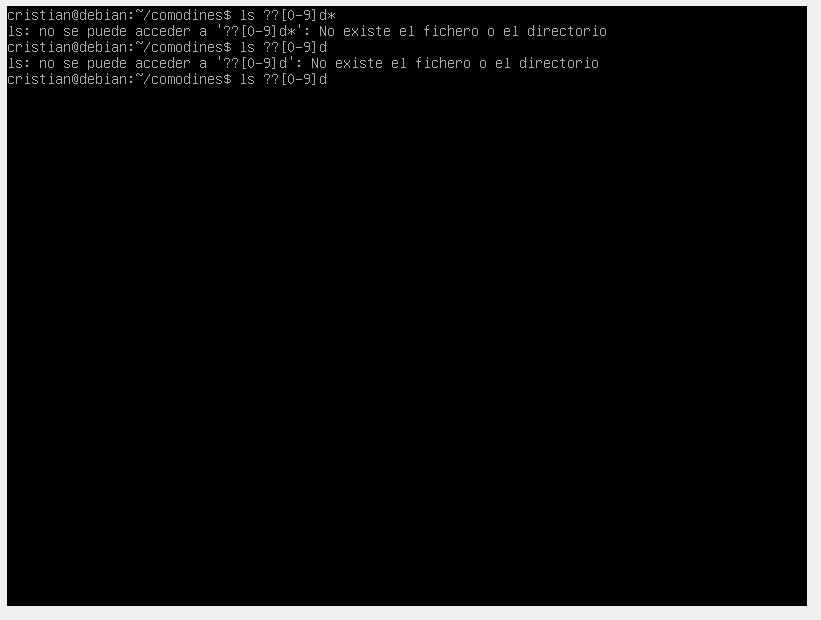 cristian@debian:~/comodines$ ls ??[0-9]d*
ls: no se puede acceder a '??[0-9]d*': No existe el fichero o el directorio
cristian@debian:~/comodines$ ls ??[0-9]d
ls: no se puede acceder a '??[0-9]d': No existe el fichero o el directorio
cristian@debian:~/comodines$ ls ??[0-9]d